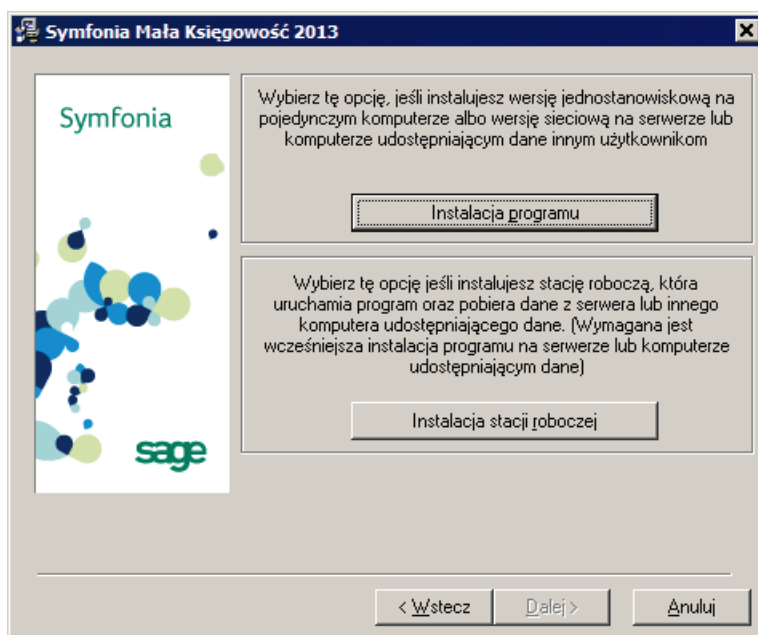 Symfonia Mała Księgowość 2013
Symfonia
sage
Wybierz tę opcję, jeśli instalujesz wersję jednostanowiskową na
pojedynczym komputerze albo wersję sieciową na serwerze lub
komputerze udostępniającym dane innym użytkownikom
Instalacja programu
Wybierz tę opcję jeśli instalujesz stację roboczą, która
uruchamia program oraz pobiera dane z serwera lub innego
komputera udostępniającego dane. (Wymagana jest
wcześniejsza instalacja programu na serwerze lub komputerze
udostępniającym dane)
Instalacja stacji roboczej
< Wstecz
Dalej >
Anuluj